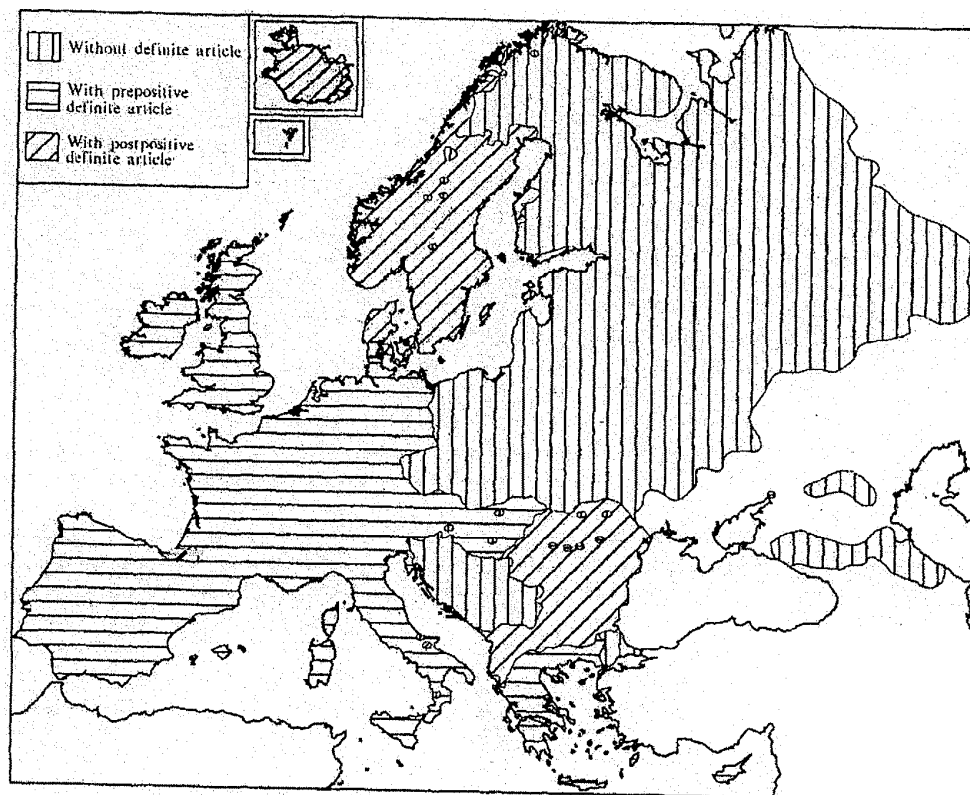 Without definite article
With prepositive
definite article
With postpositive
definite article